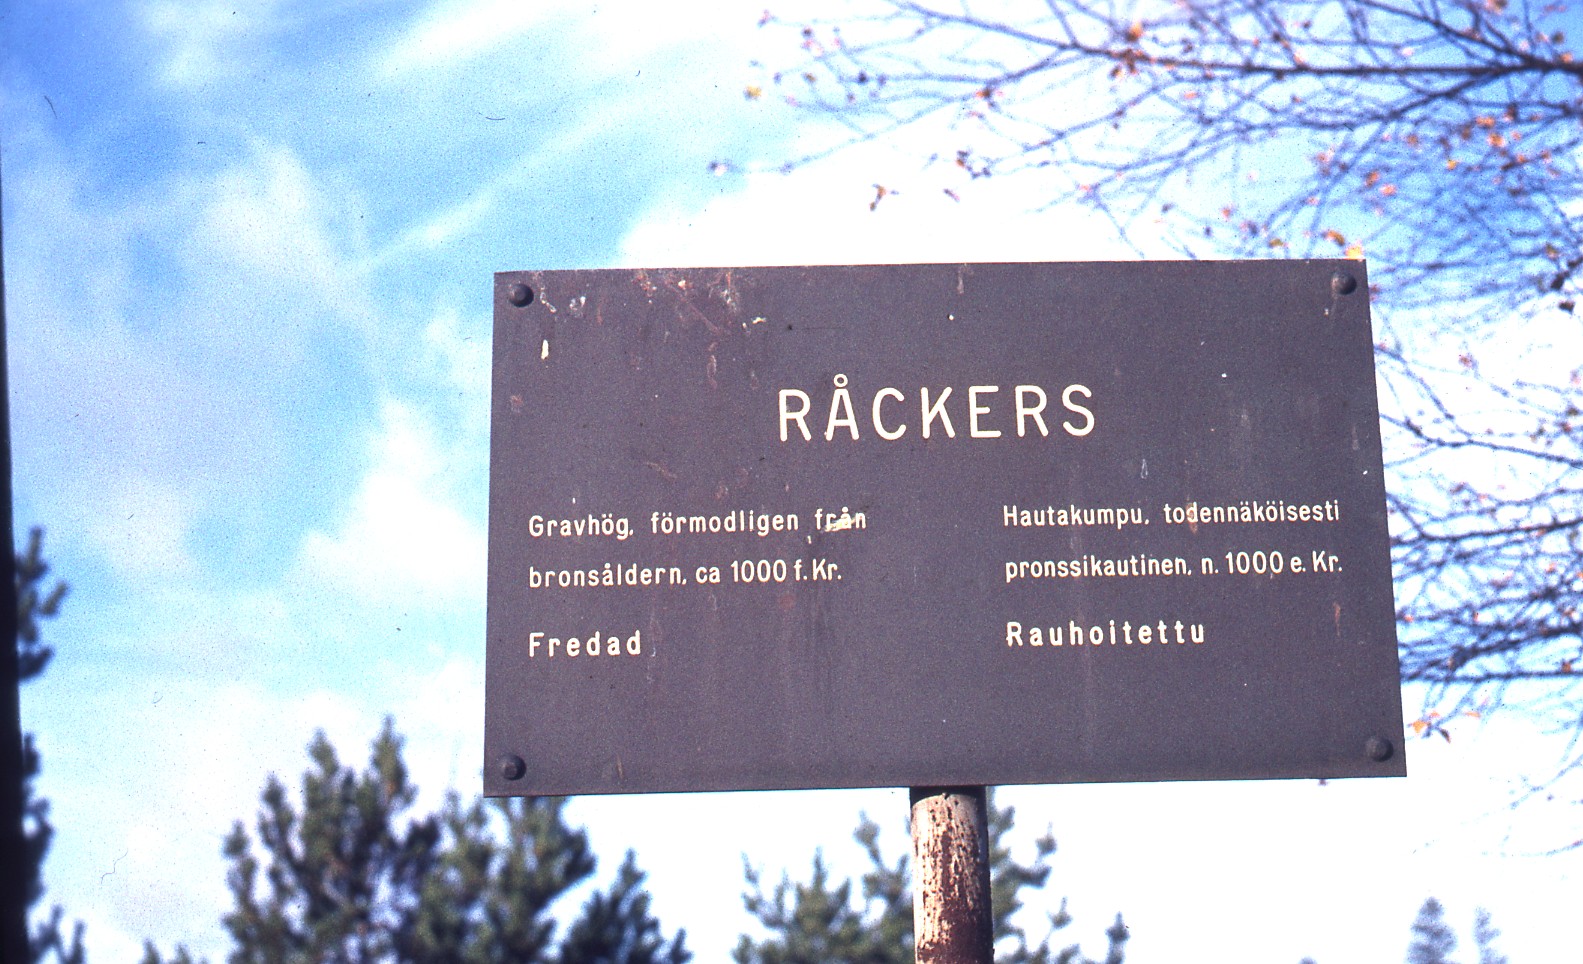 RÅCKERS
Gravhög, förmodligen från
bronsåldern, ca 1000 f. Kr.
Fredad
Hautakumpu, todennäköisesti
pronssikautinen, n. 1000 e. Kr.
Rauhoitettu